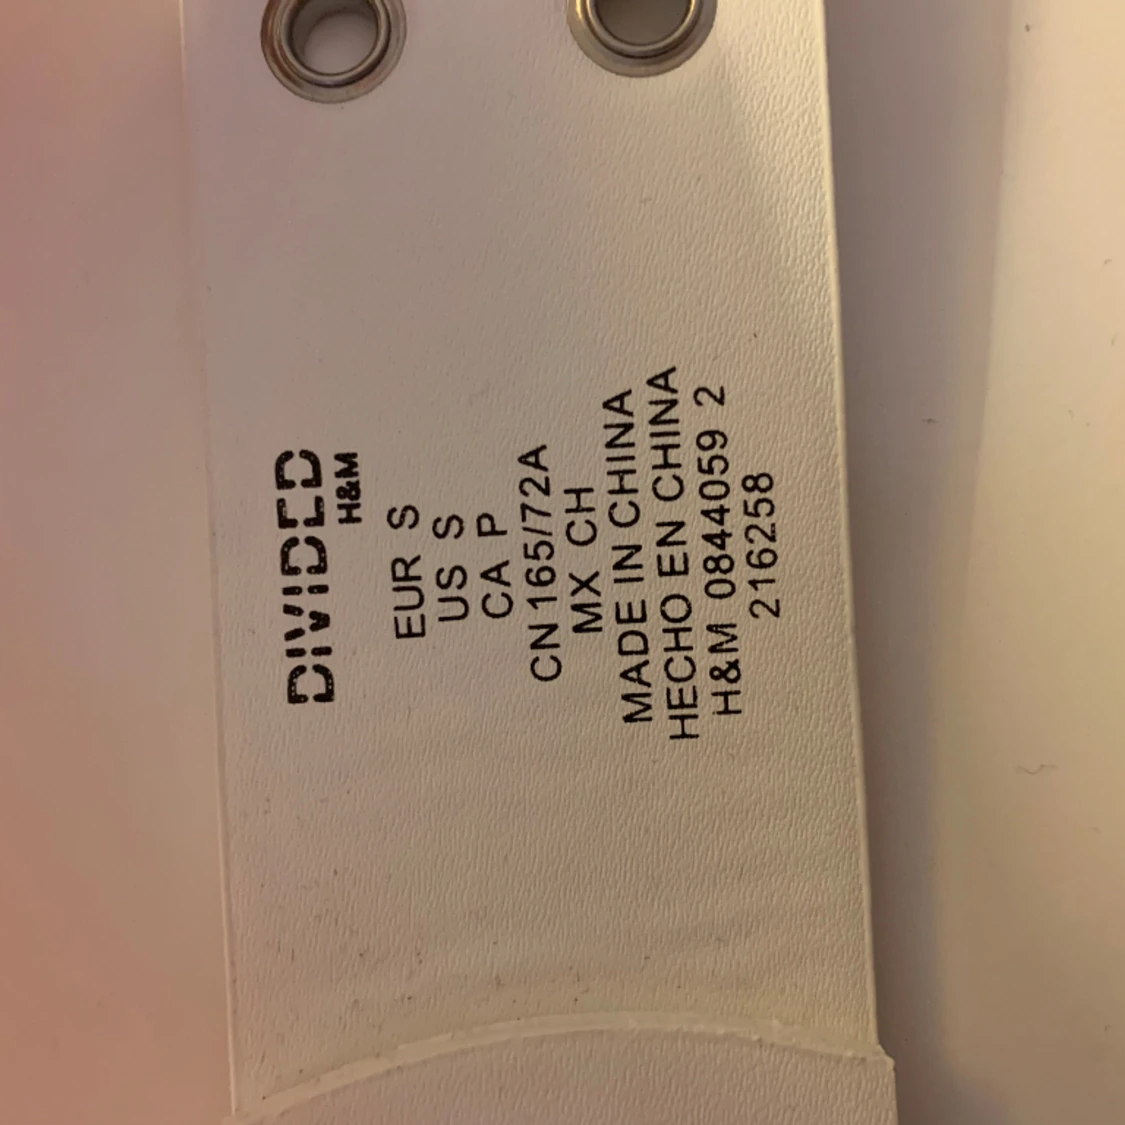 DIVIDED
H&M
EUR S
US S
CA P
CN 165/72A
MX CH
MADE IN CHINA
HECHO EN CHINA
H&M 0844059 2
216258